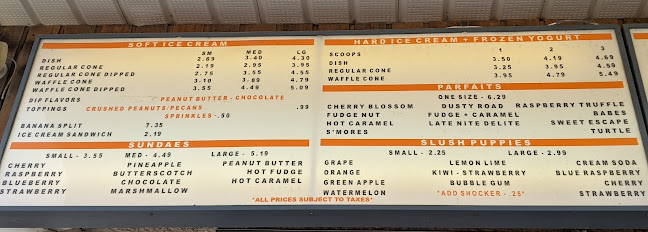 SOFT ICE CREAM
SM MED LG
DISH 2.69 3.40 4.30
REGULAR CONE 2.19 2.95 3.95
REGULAR CONE DIPPED 2.75 3.55 4.55
WAFFLE CONE 3.10 3.89 4.79
WAFFLE CONE DIPPED 3.55 4.49 5.09
DIP FLAVORS - PEANUT BUTTER - CHOCOLATE
TOPPINGS CRUSHED PEANUTS/PECANS .99
SPRINKLES - .50
BANANA SPLIT 7.35
ICE CREAM SANDWICH 2.19
SUNDAES
SMALL - 3.55 MED - 4.49 LARGE - 5.19
CHERRY PINEAPPLE PEANUT BUTTER
RASPBERRY BUTTERSCOTCH HOT FUDGE
BLUEBERRY CHOCOLATE HOT CARAMEL
STRAWBERRY MARSHMALLOW
HARD ICE CREAM + FROZEN YOGURT
SCOOPS 1 2 3
DISH 3.50 4.19 4.69
REGULAR CONE 3.25
WAFFLE CONE 3.95 4.79 5.49
PARFAITS
ONE SIZE - 6.29
CHERRY BLOSSOM DUSTY ROAD RASPBERRY TRUFFLE
FUDGE NUT FUDGE + CARAMEL BABES
HOT CARAMEL LATE NITE DELITE SWEET ESCAPE
S'MORES TURTLE
SLUSH PUPPIES
SMALL - 2.25 LARGE - 2.99
GRAPE LEMON LIME CREAM SODA
ORANGE KIWI - STRAWBERRY BLUE RASPBERRY
GREEN APPLE BUBBLE GUM CHERRY
WATERMELON "ADD SHOCKER - .25" STRAWBERRY
"ALL PRICES SUBJECT TO TAXES"